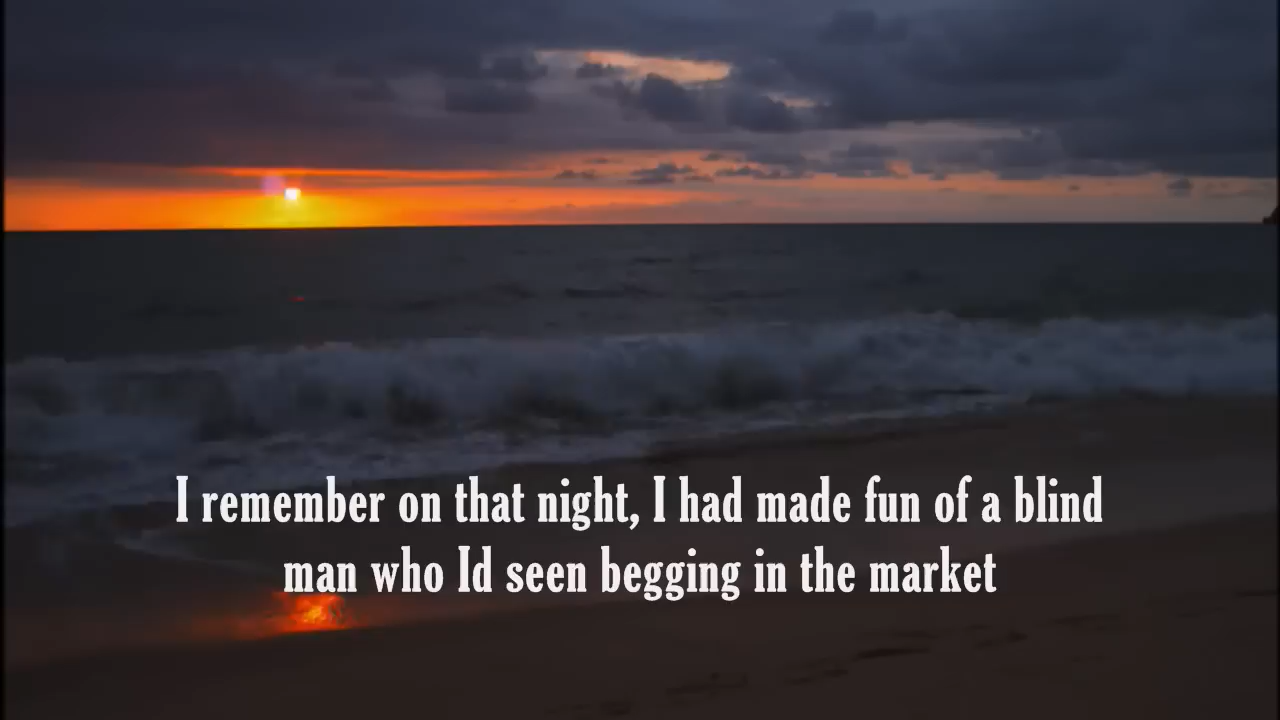 I remember on that night, I had made fun of a blind
man who Id seen begging in the market